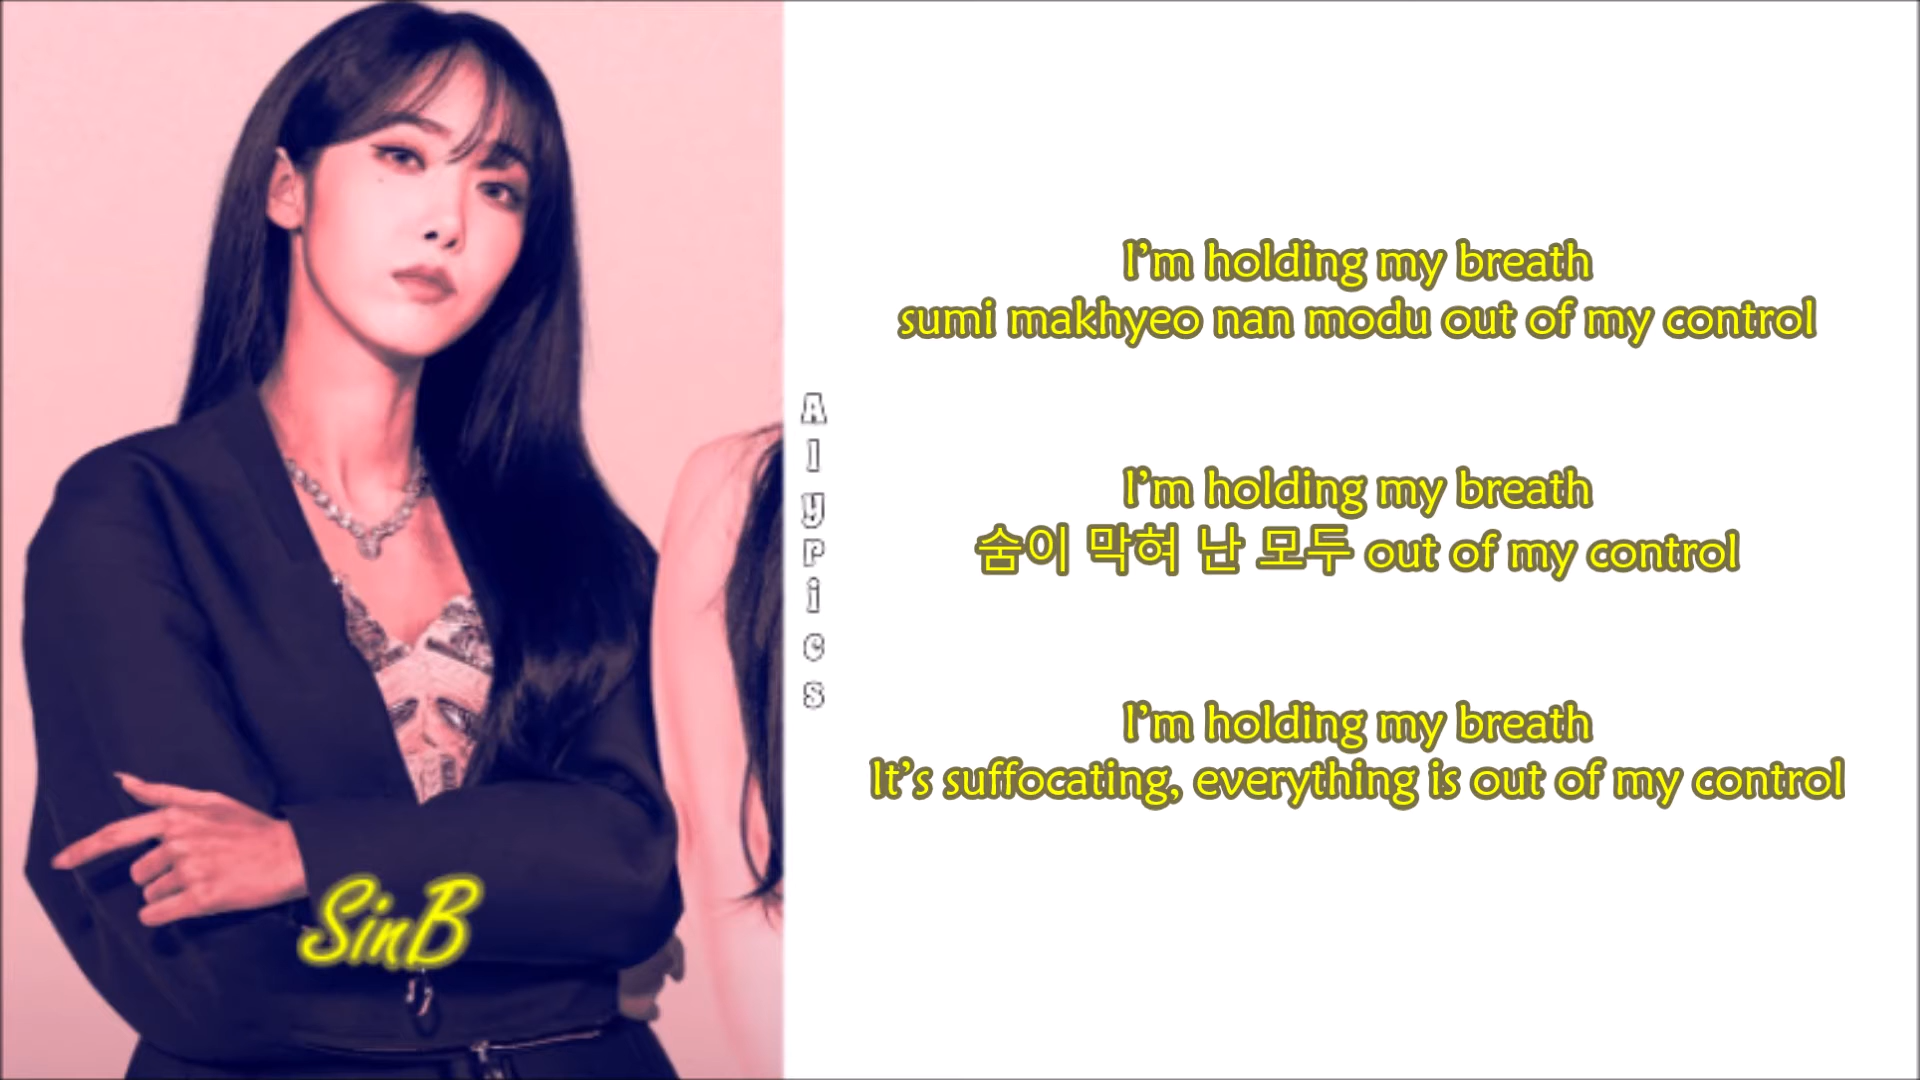 I'm holding my breath
sumi makhyeo nan modu out of my control
I'm holding my breath
숨이 막혀 난 모두 out of my control
I'm holding my breath
It's suffocating, everything is out of my control
Alyrics
SinB